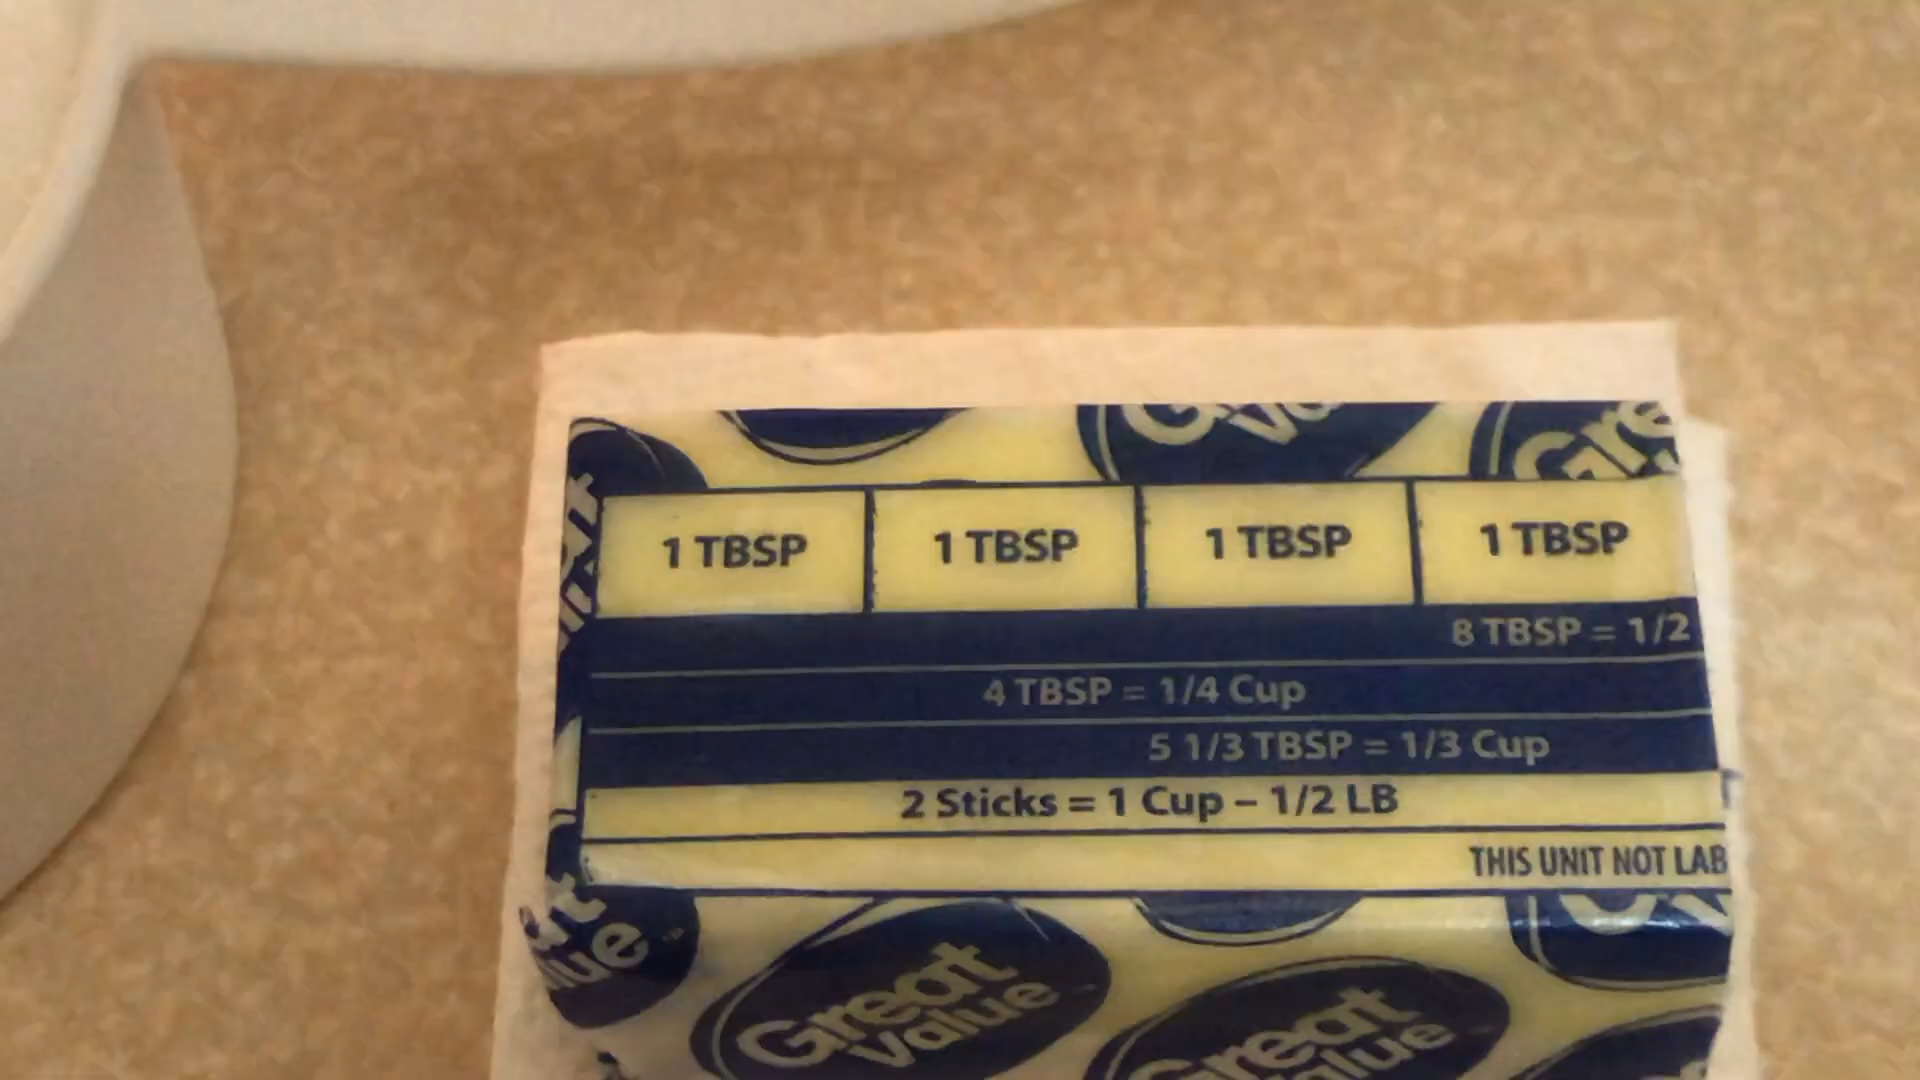 Great
Gre
1 TBSP 1 TBSP 1 TBSP 1 TBSP
8 TBSP = 1/2
4 TBSP = 1/4 Cup
5 1/3 TBSP = 1/3 Cup
2 Sticks = 1 Cup – 1/2 LB
THIS UNIT NOT LAB
Great
Value
Great
Value